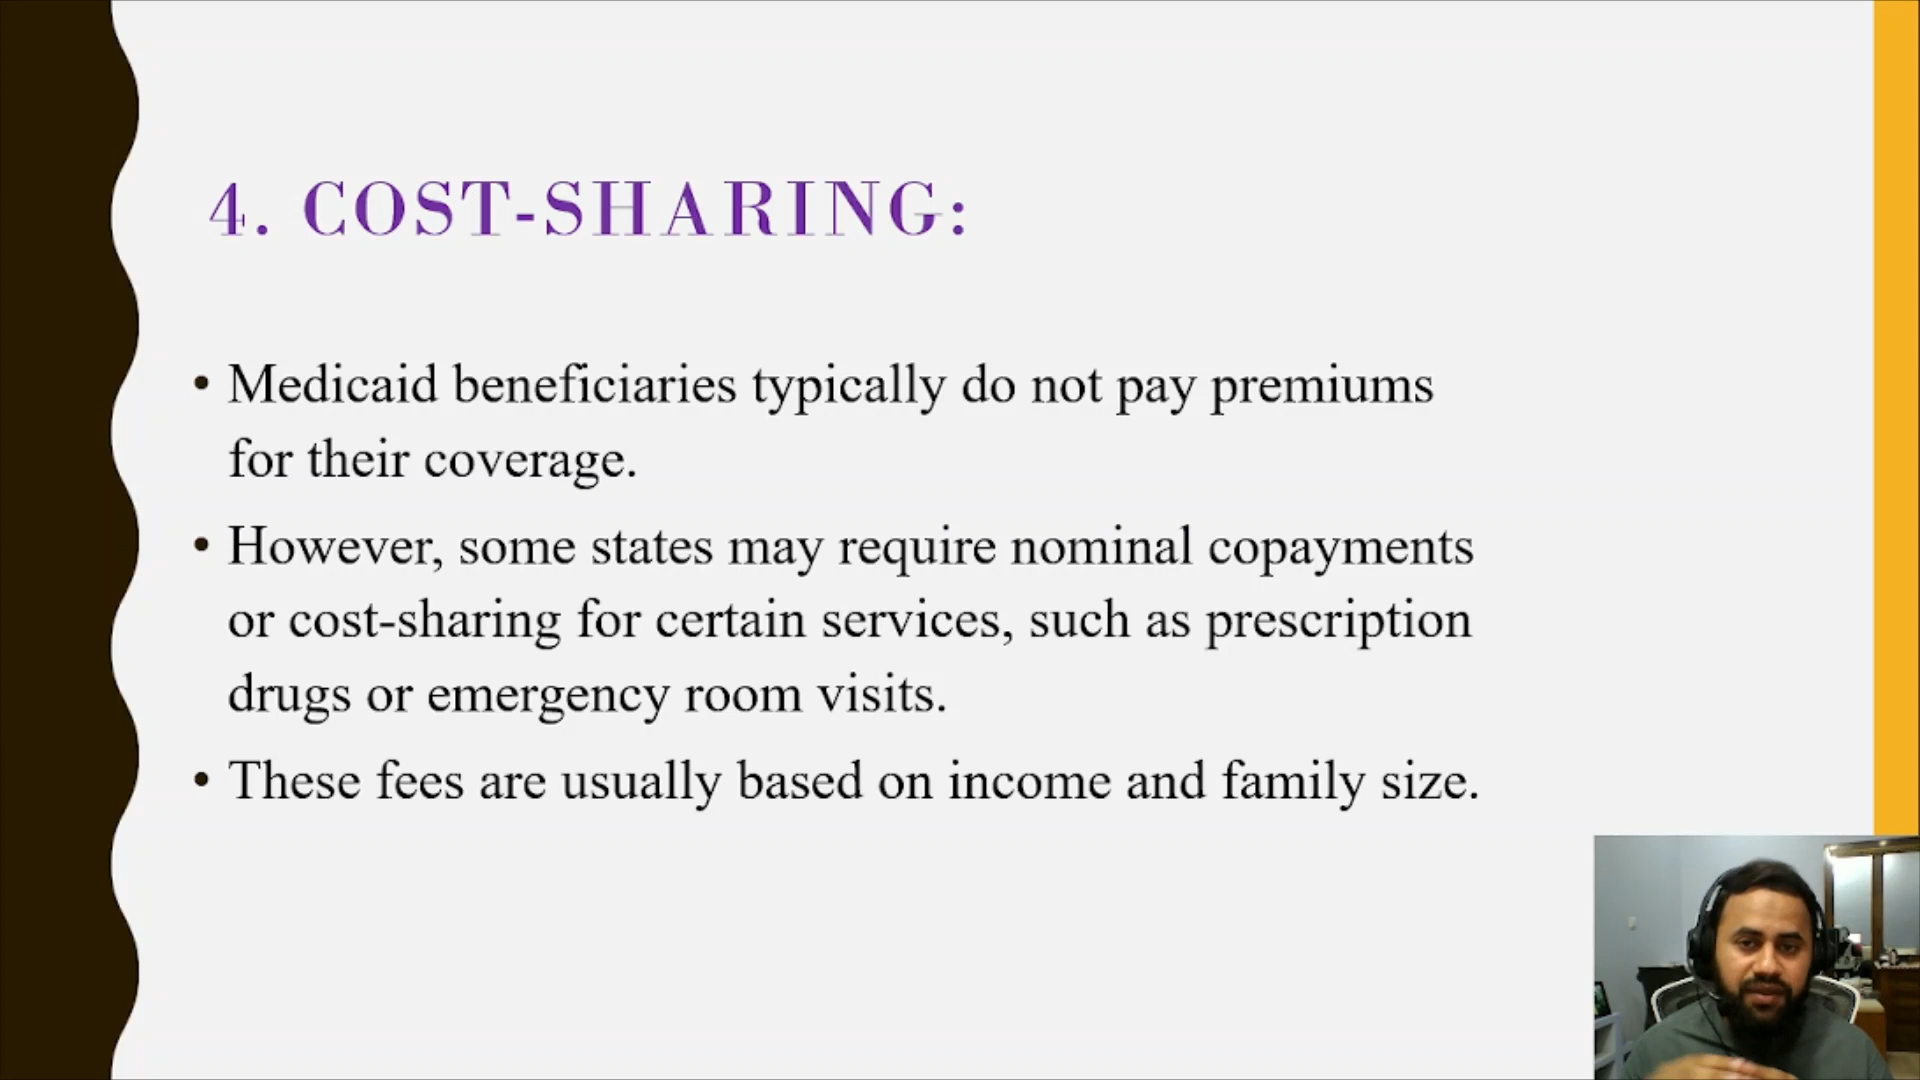 4. COST-SHARING:
• Medicaid beneficiaries typically do not pay premiums
for their coverage.
• However, some states may require nominal copayments
or cost-sharing for certain services, such as prescription
drugs or emergency room visits.
• These fees are usually based on income and family size.